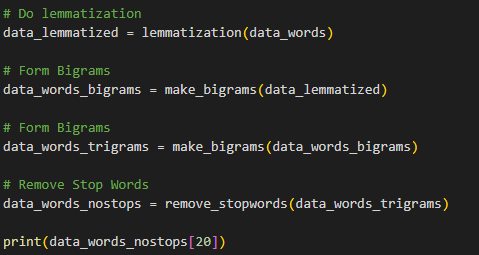 # Do lemmatization
data_lemmatized = lemmatization(data_words)
# Form Bigrams
data_words_bigrams = make_bigrams(data_lemmatized)
# Form Bigrams
data_words_trigrams = make_bigrams(data_words_bigrams)
# Remove Stop Words
data_words_nostops = remove_stopwords(data_words_trigrams)
print(data_words_nostops[20])